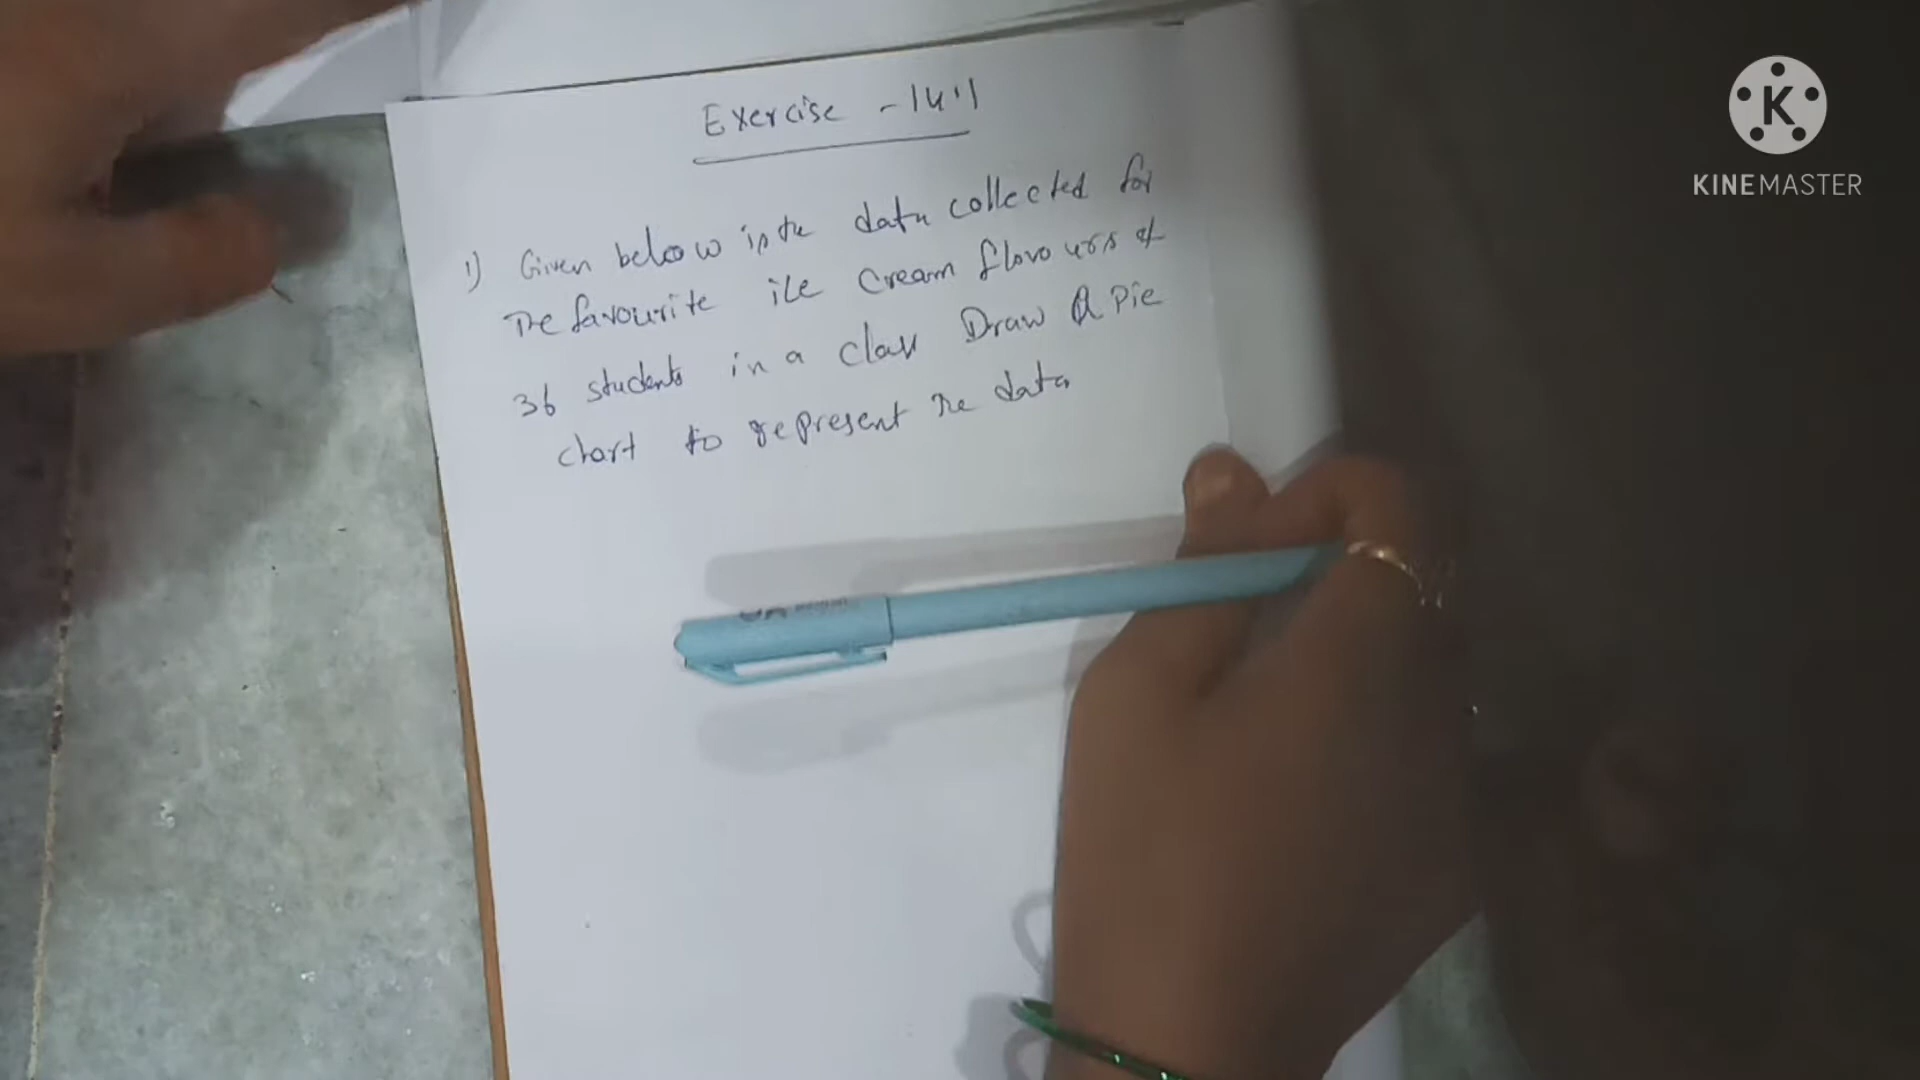 Exercise - 14.1
1) Given below is the data collected for
The favourite ice cream flovours of
36 students in a class Draw A pie
chart to represent the data
K
KINEMASTER